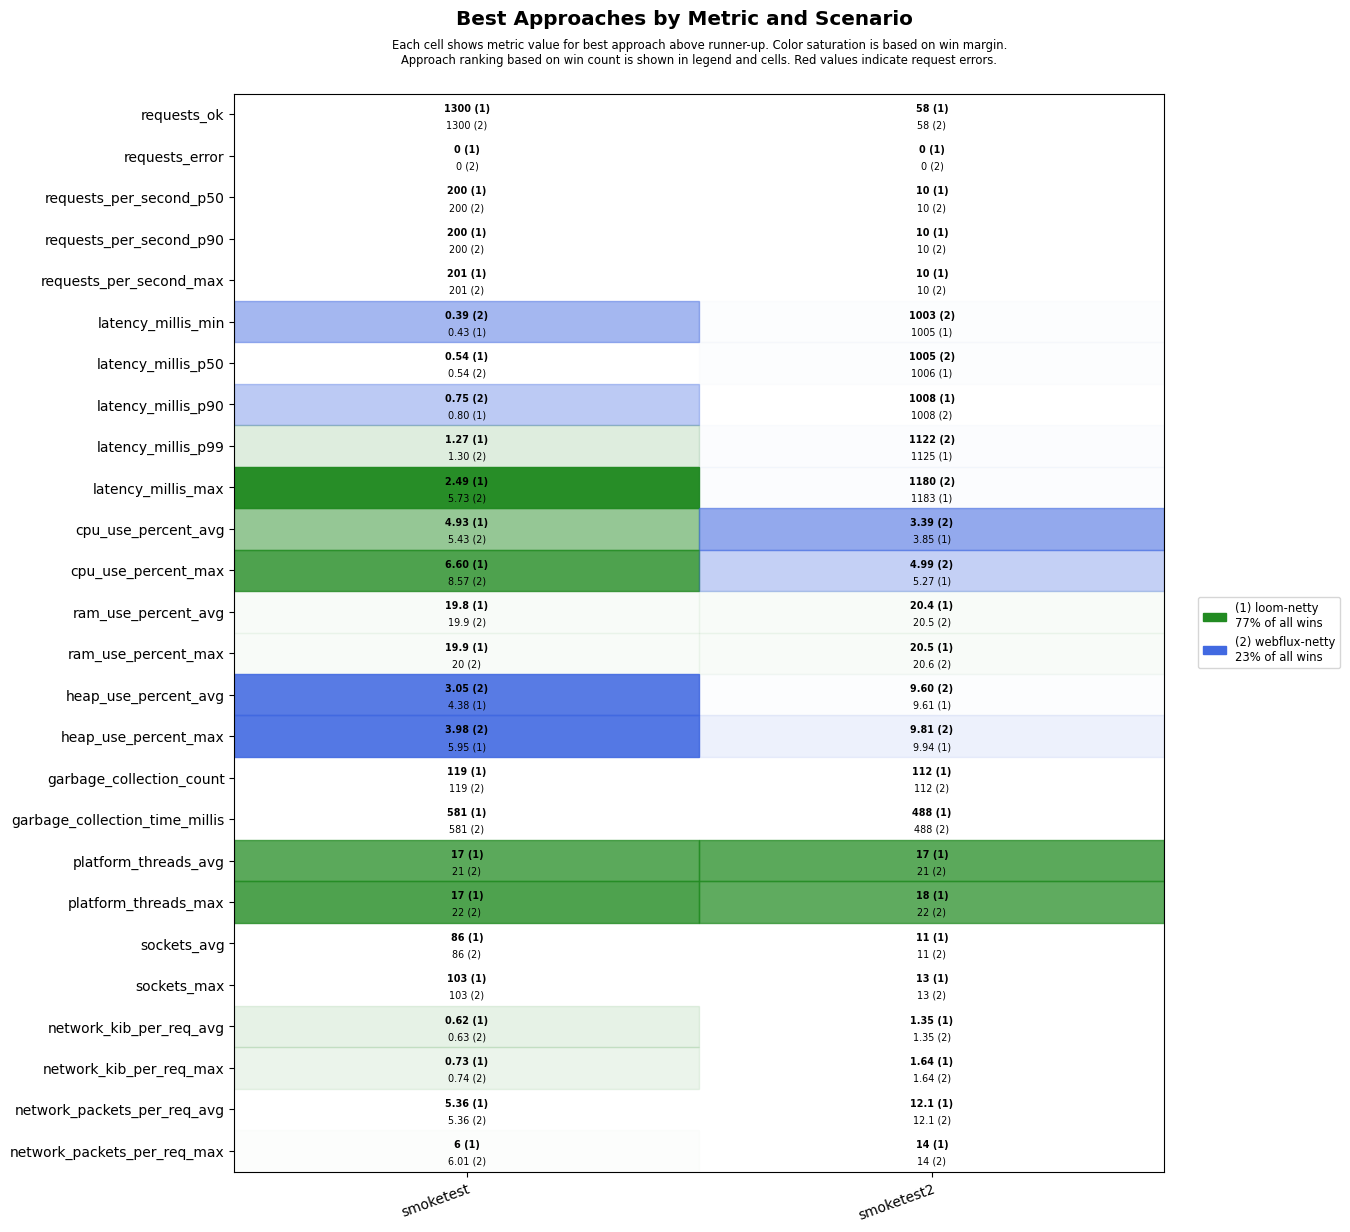 Best Approaches by Metric and Scenario
Each cell shows metric value for best approach above runner-up. Color saturation is based on win margin.
Approach ranking based on win count is shown in legend and cells. Red values indicate request errors.
requests_ok
1300 (1)
1300 (2)
58 (1)
58 (2)
requests_error
0 (1)
0 (2)
0 (1)
0 (2)
requests_per_second_p50
200 (1)
200 (2)
10 (1)
10 (2)
requests_per_second_p90
200 (1)
200 (2)
10 (1)
10 (2)
requests_per_second_max
201 (1)
201 (2)
10 (1)
10 (2)
latency_millis_min
0.39 (2)
0.43 (1)
1003 (2)
1005 (1)
latency_millis_p50
0.54 (1)
0.54 (2)
1005 (2)
1006 (1)
latency_millis_p90
0.75 (2)
0.80 (1)
1008 (1)
1008 (2)
latency_millis_p99
1.27 (1)
1.30 (2)
1122 (2)
1125 (1)
latency_millis_max
2.49 (1)
5.73 (2)
1180 (2)
1183 (1)
cpu_use_percent_avg
4.93 (1)
5.43 (2)
3.39 (2)
3.85 (1)
cpu_use_percent_max
6.60 (1)
8.57 (2)
4.99 (2)
5.27 (1)
ram_use_percent_avg
19.8 (1)
19.9 (2)
20.4 (1)
20.5 (2)
ram_use_percent_max
19.9 (1)
20 (2)
20.5 (1)
20.6 (2)
heap_use_percent_avg
3.05 (2)
4.38 (1)
9.60 (2)
9.61 (1)
heap_use_percent_max
3.98 (2)
5.95 (1)
9.81 (2)
9.94 (1)
garbage_collection_count
119 (1)
119 (2)
112 (1)
112 (2)
garbage_collection_time_millis
581 (1)
581 (2)
488 (1)
488 (2)
platform_threads_avg
17 (1)
21 (2)
17 (1)
21 (2)
platform_threads_max
17 (1)
22 (2)
18 (1)
22 (2)
sockets_avg
86 (1)
86 (2)
11 (1)
11 (2)
sockets_max
103 (1)
103 (2)
13 (1)
13 (2)
network_kib_per_req_avg
0.62 (1)
0.63 (2)
1.35 (1)
1.35 (2)
network_kib_per_req_max
0.73 (1)
0.74 (2)
1.64 (1)
1.64 (2)
network_packets_per_req_avg
5.36 (1)
5.36 (2)
12.1 (1)
12.1 (2)
network_packets_per_req_max
6 (1)
6.01 (2)
14 (1)
14 (2)
smoketest
smoketest2
(1) loom-netty
77% of all wins
(2) webflux-netty
23% of all wins